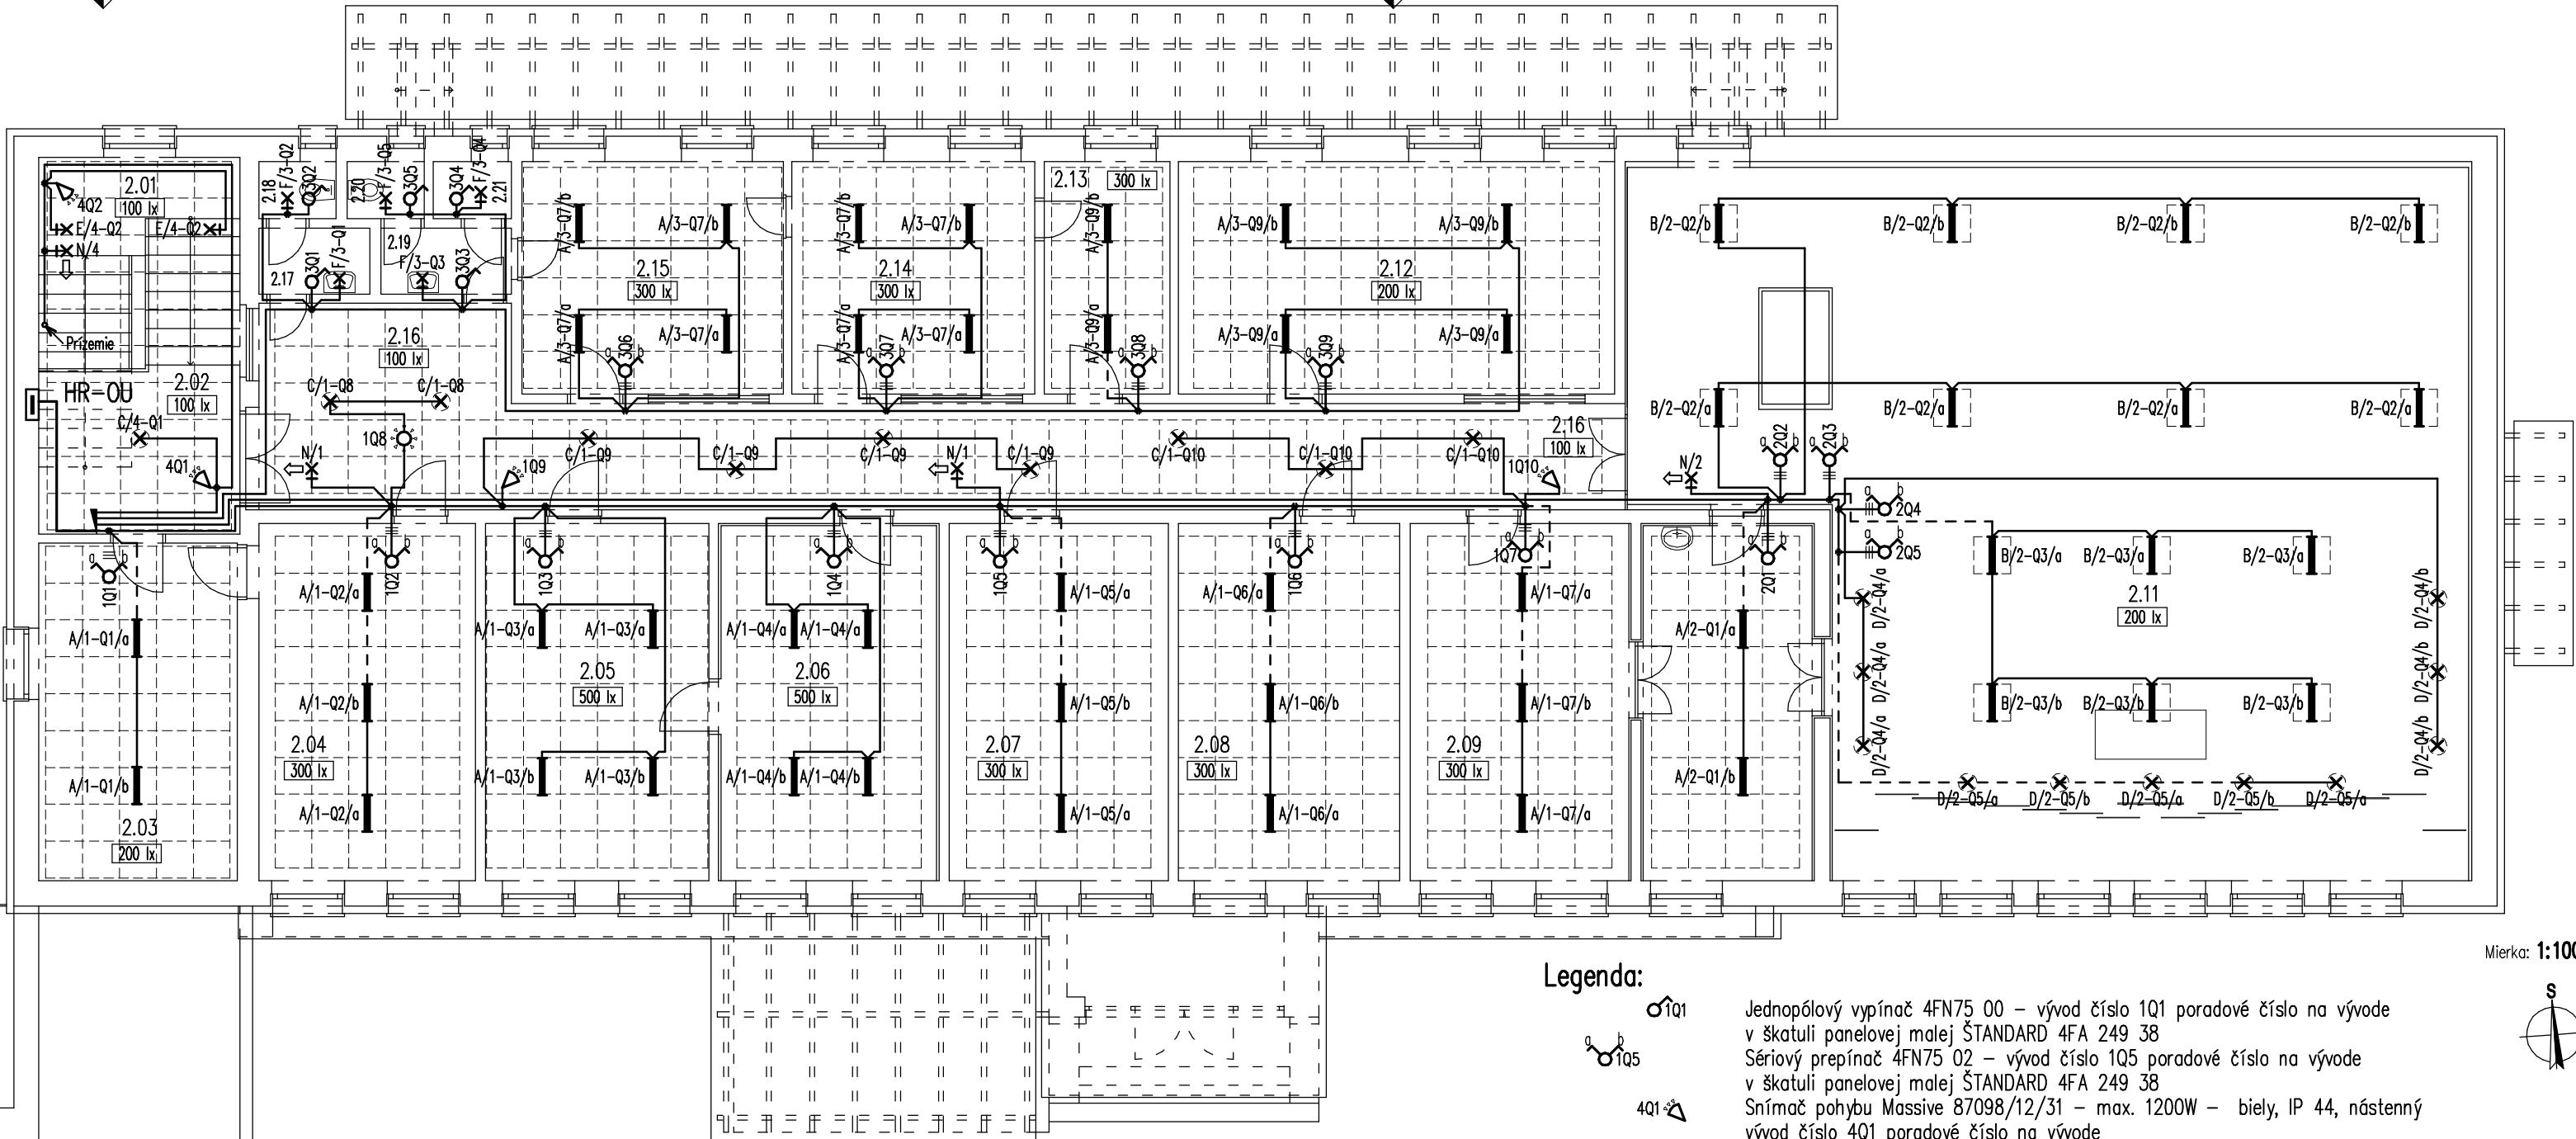 2.18
F/3-Q2
3Q2
2.20
F/3-Q5
3Q5
3Q4
F/3-Q4
2.21
2.01
100 lx
4Q2
E/4-Q2
E/4-Q2
N/4
Prízemie
2.17
3Q1
F/3-Q1
2.19
F/3-Q3
3Q3
A/3-Q7/b
A/3-Q7/b
2.15
300 lx
A/3-Q7/a
A/3-Q7/a
3Q6
a b
A/3-Q7/b
A/3-Q7/b
2.14
300 lx
A/3-Q7/a
A/3-Q7/a
3Q7
a b
2.13
300 lx
A/3-Q9/b
A/3-Q9/a
3Q8
a b
A/3-Q9/b
A/3-Q9/b
2.12
200 lx
A/3-Q9/a
A/3-Q9/a
3Q9
a b
B/2-Q2/b
B/2-Q2/b
B/2-Q2/b
B/2-Q2/b
B/2-Q2/a
B/2-Q2/a
B/2-Q2/a
B/2-Q2/a
2.16
100 lx
C/1-Q8
C/1-Q8
HR-OU
2.02
100 lx
C/4-Q1
4Q1
1Q8
N/1
1Q9
C/1-Q9
C/1-Q9
C/1-Q9
N/1
C/1-Q9
C/1-Q10
C/1-Q10
C/1-Q10
1Q10
2.16
100 lx
N/2
a b
2Q2
a b
2Q3
a b
2Q4
a b
2Q5
a b
1Q1
A/1-Q1/a
A/1-Q1/b
2.03
200 lx
a b
1Q2
A/1-Q2/a
A/1-Q2/b
2.04
300 lx
A/1-Q2/a
a b
1Q3
A/1-Q3/a
A/1-Q3/a
2.05
500 lx
A/1-Q3/b
A/1-Q3/b
a b
1Q4
A/1-Q4/a
A/1-Q4/a
2.06
500 lx
A/1-Q4/b
A/1-Q4/b
a b
1Q5
A/1-Q5/a
A/1-Q5/b
2.07
300 lx
A/1-Q5/a
a b
1Q6
A/1-Q6/a
A/1-Q6/b
2.08
300 lx
A/1-Q6/a
a b
1Q7
A/1-Q7/a
A/1-Q7/b
2.09
300 lx
A/1-Q7/a
a b
2Q1
A/2-Q1/a
A/2-Q1/b
B/2-Q3/a
B/2-Q3/a
B/2-Q3/a
2.11
200 lx
B/2-Q3/b
B/2-Q3/b
B/2-Q3/b
D/2-Q4/a
D/2-Q4/a
D/2-Q4/a
D/2-Q4/b
D/2-Q4/b
D/2-Q4/b
D/2-Q5/a
D/2-Q5/b
D/2-Q5/a
D/2-Q5/b
D/2-Q5/a
Mierka: 1:100
S
Legenda:
1Q1
Jednopólový vypínač 4FN75 00 – vývod číslo 1Q1 poradové číslo na vývode
v škatuli panelovej malej ŠTANDARD 4FA 249 38
a b
1Q5
Sériový prepínač 4FN75 02 – vývod číslo 1Q5 poradové číslo na vývode
v škatuli panelovej malej ŠTANDARD 4FA 249 38
4Q1
Snímač pohybu Massive 87098/12/31 – max. 1200W – biely, IP 44, nástenný
vývod číslo 4Q1 poradové číslo na vývode